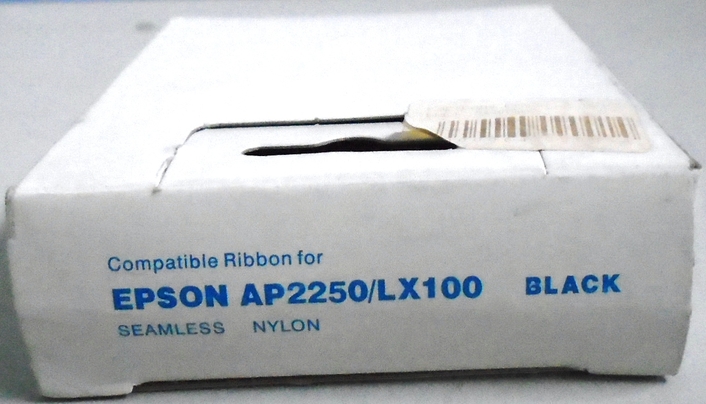 Compatible Ribbon for
EPSON AP2250/LX100 BLACK
SEAMLESS NYLON